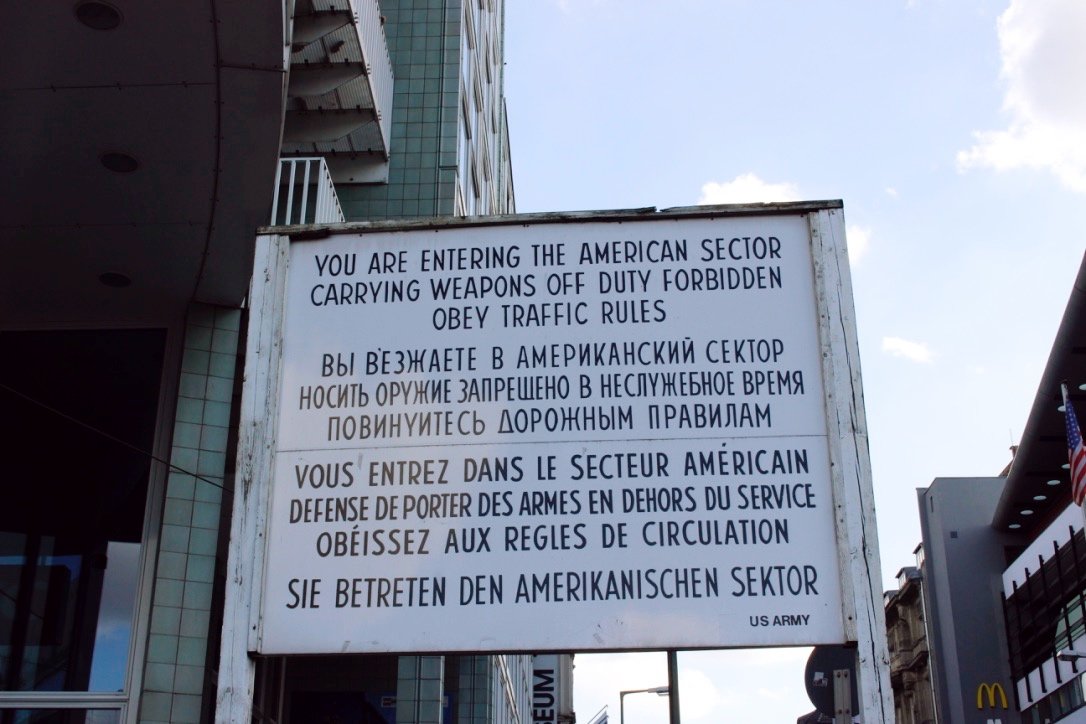 YOU ARE ENTERING THE AMERICAN SECTOR
CARRYING WEAPONS OFF DUTY FORBIDDEN
OBEY TRAFFIC RULES
ВЫ В'ЕЗЖАЕТЕ В АМЕРИКАНСКИЙ СЕКТОР
НОСИТЬ ОРУЖИЕ ЗАПРЕЩЕНО В НЕСЛУЖЕБНОЕ ВРЕМЯ
ПОВИНУЙТЕСЬ ДОРОЖНЫМ ПРАВИЛАМ
VOUS ENTREZ DANS LE SECTEUR AMÉRICAIN
DEFENSE DE PORTER DES ARMES EN DEHORS DU SERVICE
OBÉISSEZ AUX REGLES DE CIRCULATION
SIE BETRETEN DEN AMERIKANISCHEN SEKTOR
US ARMY